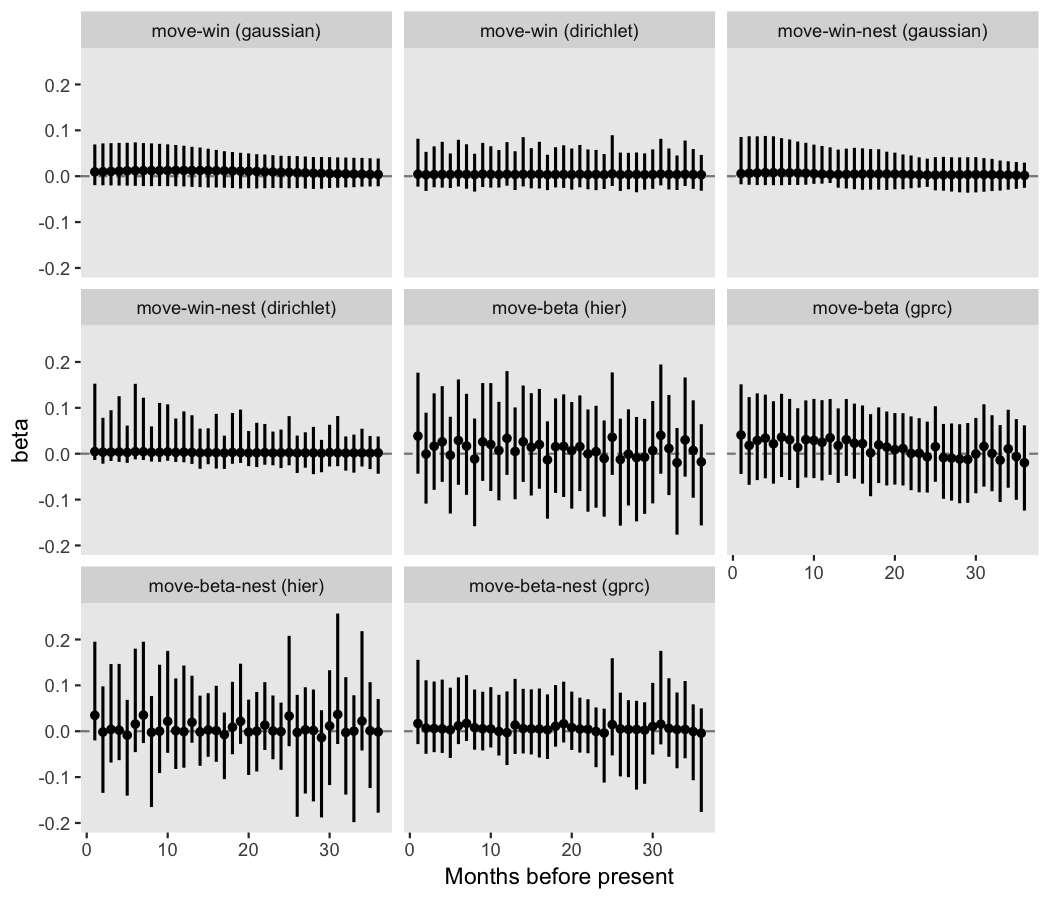 move-win (gaussian)
move-win (dirichlet)
move-win-nest (gaussian)
0.2
0.1
0.0
-0.1
-0.2
move-win-nest (dirichlet)
move-beta (hier)
move-beta (gprc)
beta
0.2
0.1
0.0
-0.1
-0.2
0 10 20 30
move-beta-nest (hier)
move-beta-nest (gprc)
0.2
0.1
0.0
-0.1
-0.2
0 10 20 30
0 10 20 30
Months before present